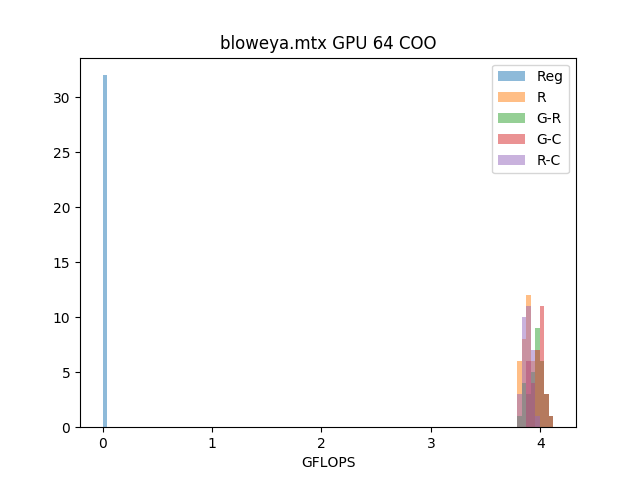 bloweya.mtx GPU 64 COO
Reg
R
G-R
G-C
R-C
30
25
20
15
10
5
0
0 1 2 3 4
GFLOPS